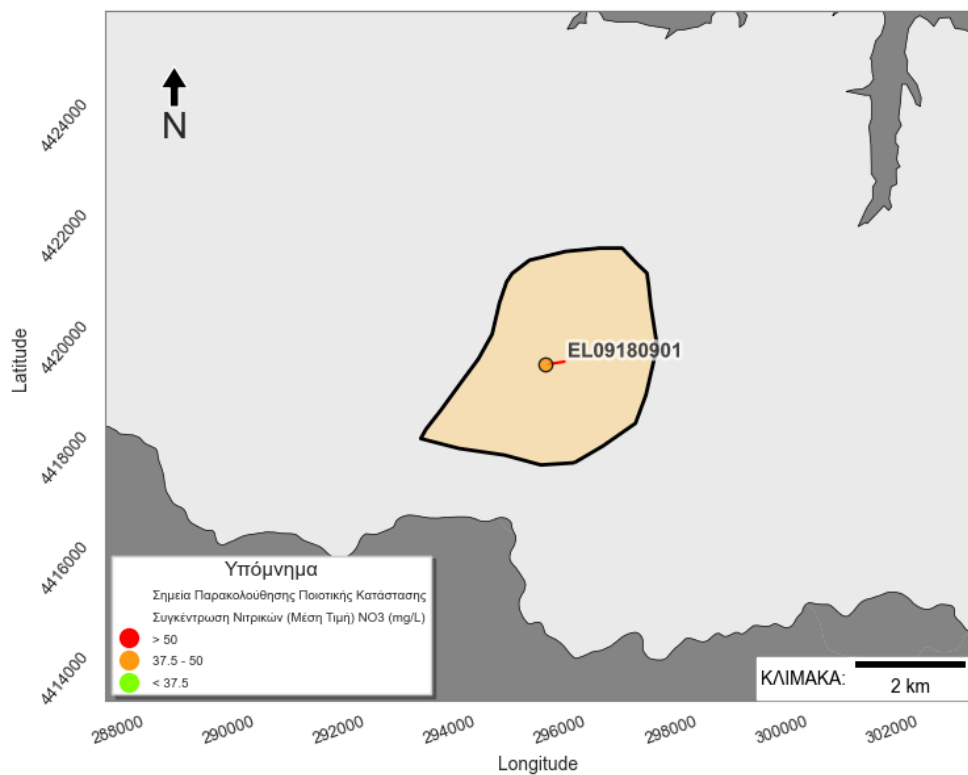 N
4424000
4422000
4420000
4418000
4416000
4414000
Latitude
EL09180901
Υπόμνημα
Σημεία Παρακολούθησης Ποιοτικής Κατάστασης
Συγκέντρωση Νιτρικών (Μέση Τιμή) NO3 (mg/L)
> 50
37.5 - 50
< 37.5
ΚΛΙΜΑΚΑ:
2 km
288000
290000
292000
294000
296000
298000
300000
302000
Longitude